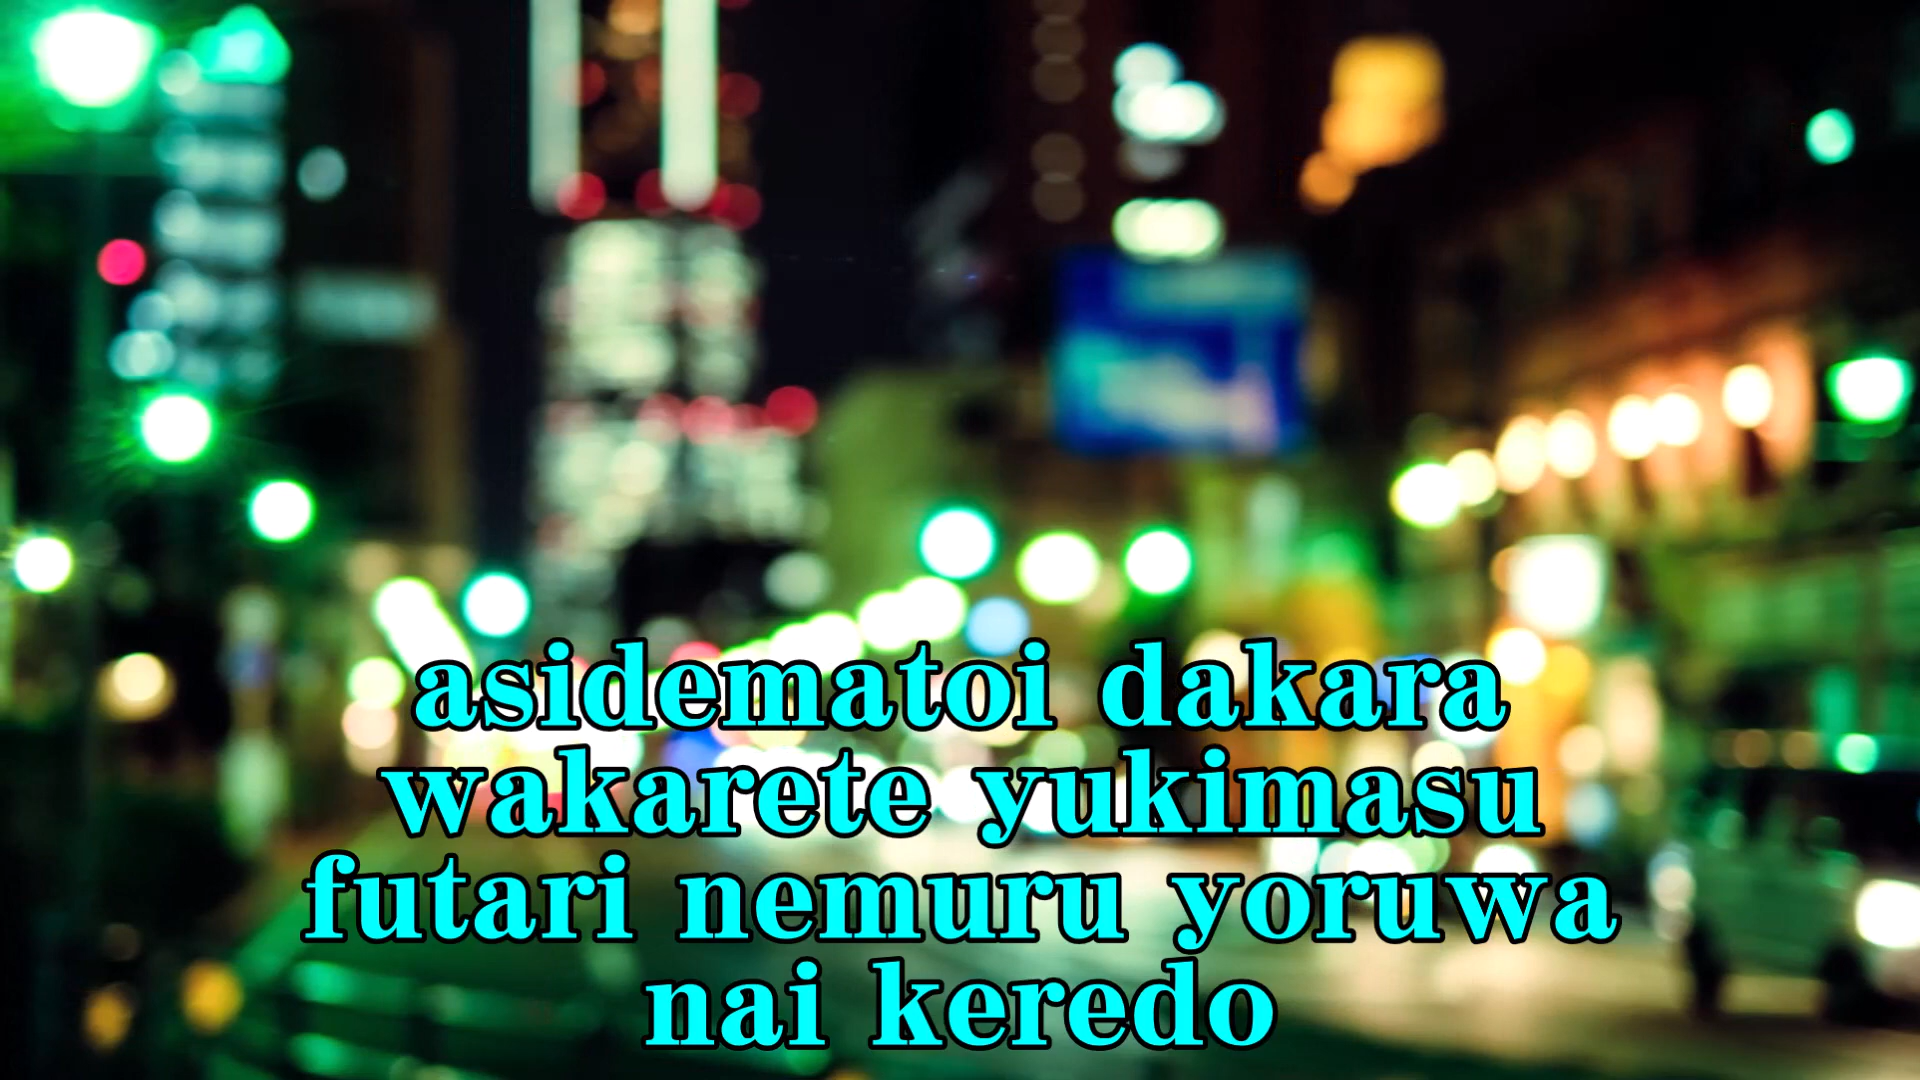 asidematoi dakara
wakarete yukimasu
futari nemuru yoruwa
nai keredo